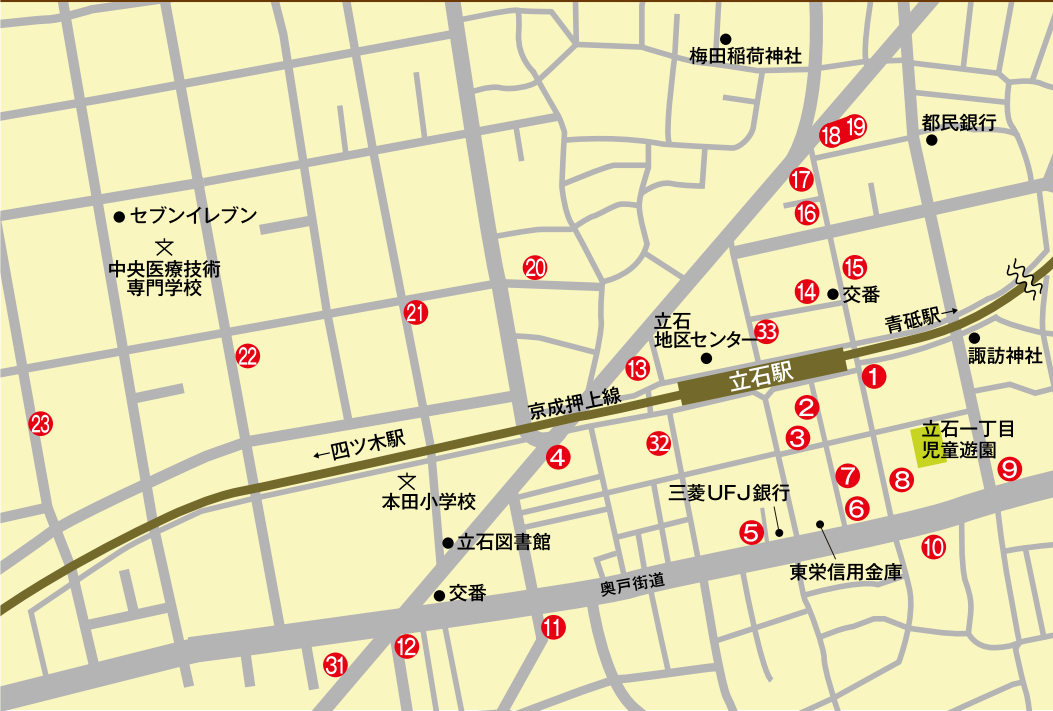 梅田稲荷神社
⑱ ⑲
都民銀行
⑰
セブンイレブン
⑯
中央医療技術
専門学校
⑳
⑮
⑭
交番
㉑
立石
地区センター
㉝
青砥駅→
諏訪神社
㉒
⑬
立石駅
①
京成押上線
②
㉓
←四ツ木駅
㉜
③
立石一丁目
児童遊園
④
⑨
本田小学校
三菱UFJ銀行
⑦
⑧
⑥
⑤
立石図書館
⑩
東栄信用金庫
奥戸街道
交番
⑪
⑫
㉛